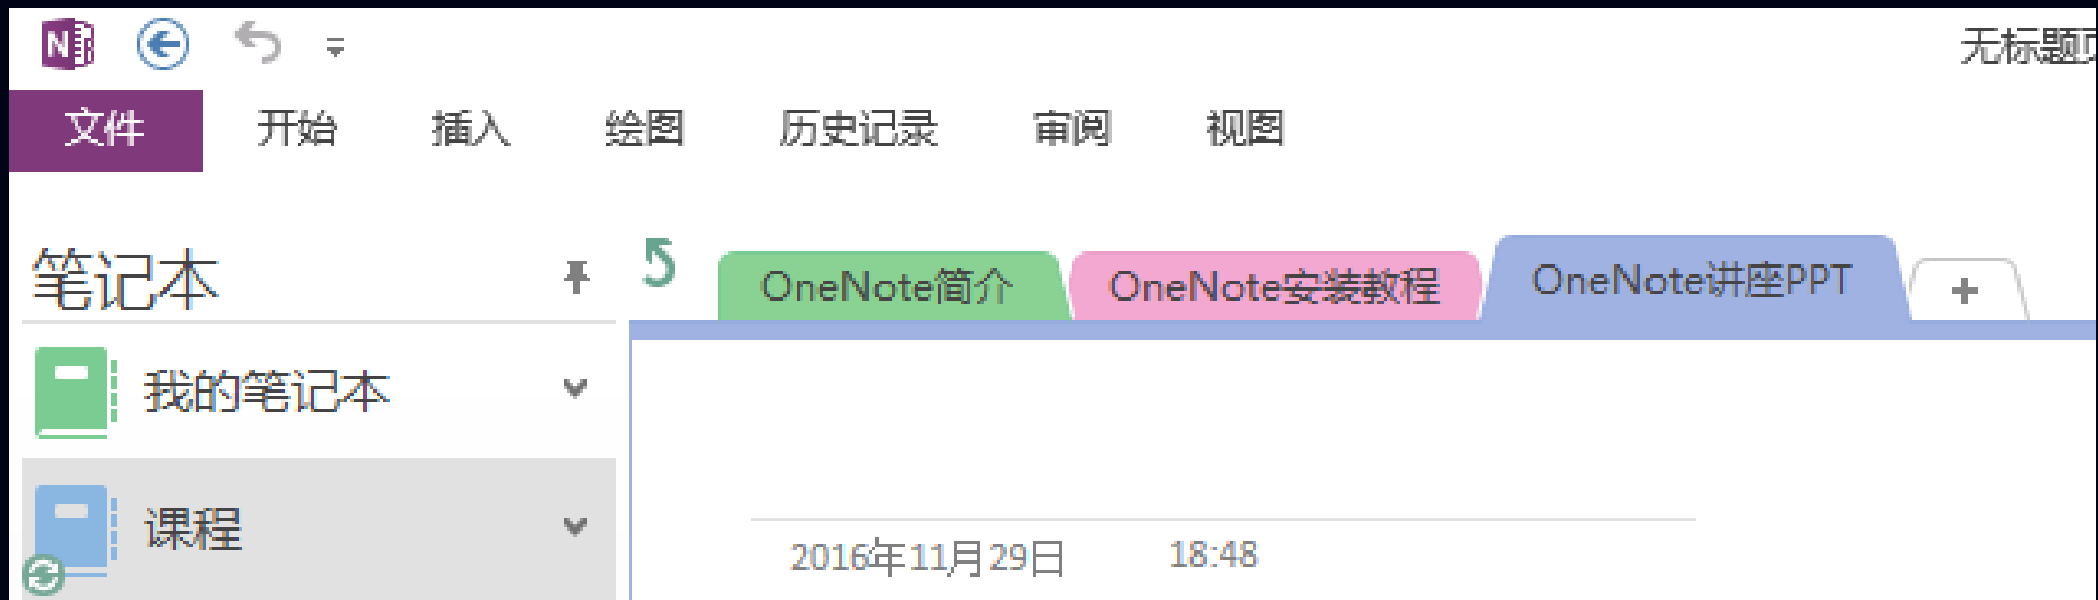 无标题页
文件 开始 插入 绘图 历史记录 审阅 视图
笔记本
OneNote简介 OneNote安装教程 OneNote讲座PPT +
我的笔记本
课程
2016年11月29日 18:48